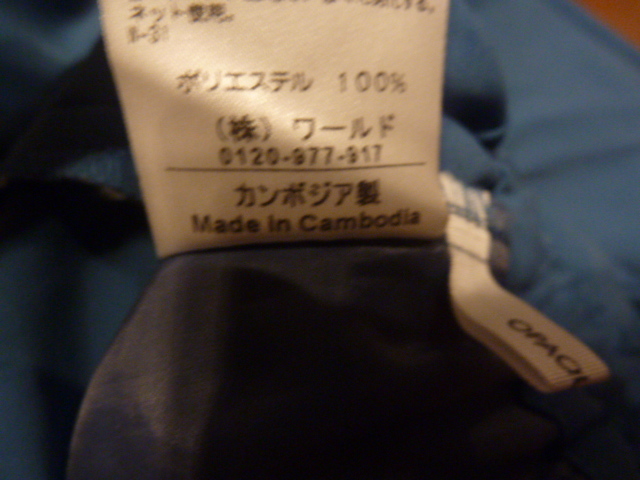 ネット使用。
ポリエステル 100%
(株) ワールド
0120-977-917
カンボジア製
Made in Cambodia
OPAQU